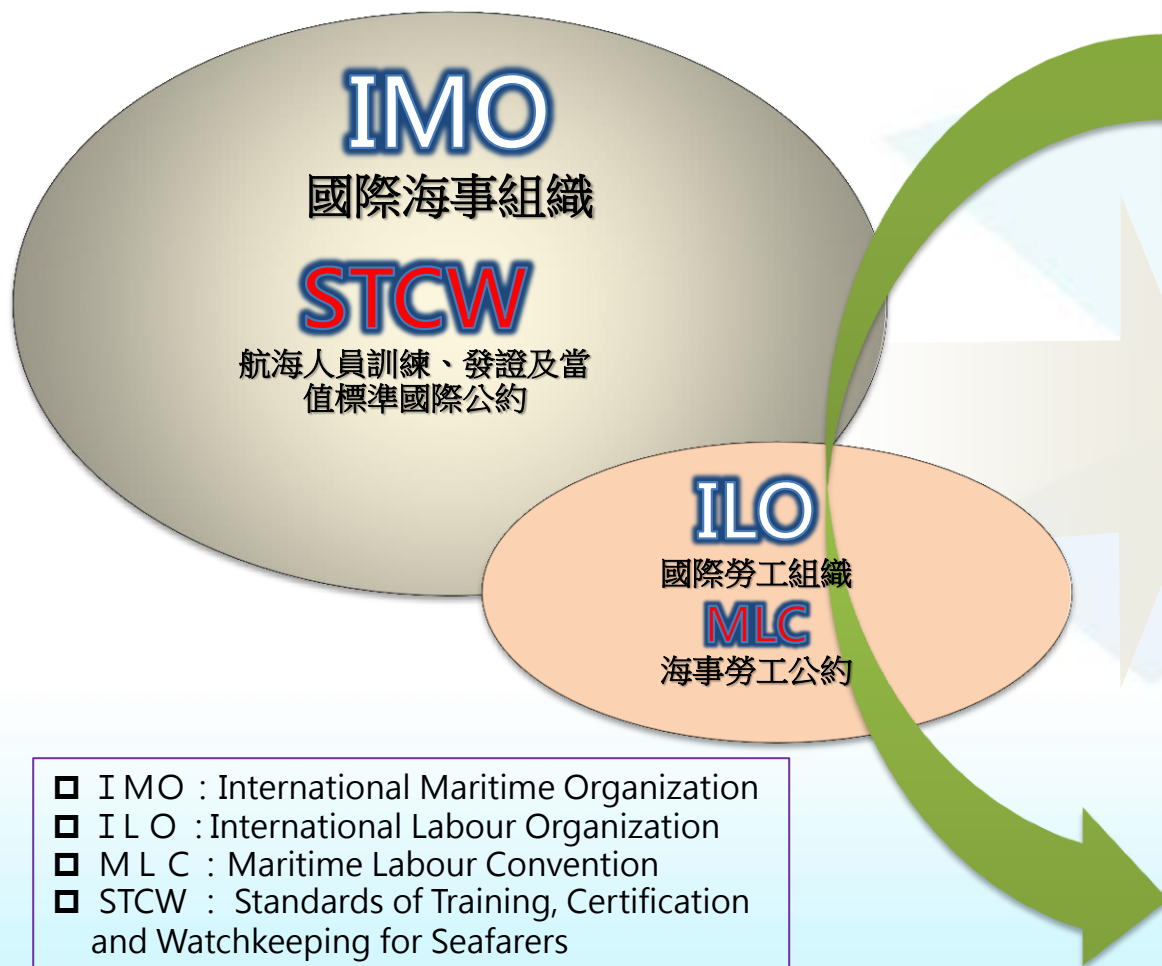 IMO
國際海事組織
STCW
航海人員訓練、發證及當
值標準國際公約
ILO
國際勞工組織
MLC
海事勞工公約
ＩMO：International Maritime Organization
I L O ：International Labour Organization
M L C ：Maritime Labour Convention
STCW ： Standards of Training, Certification
and Watchkeeping for Seafarers